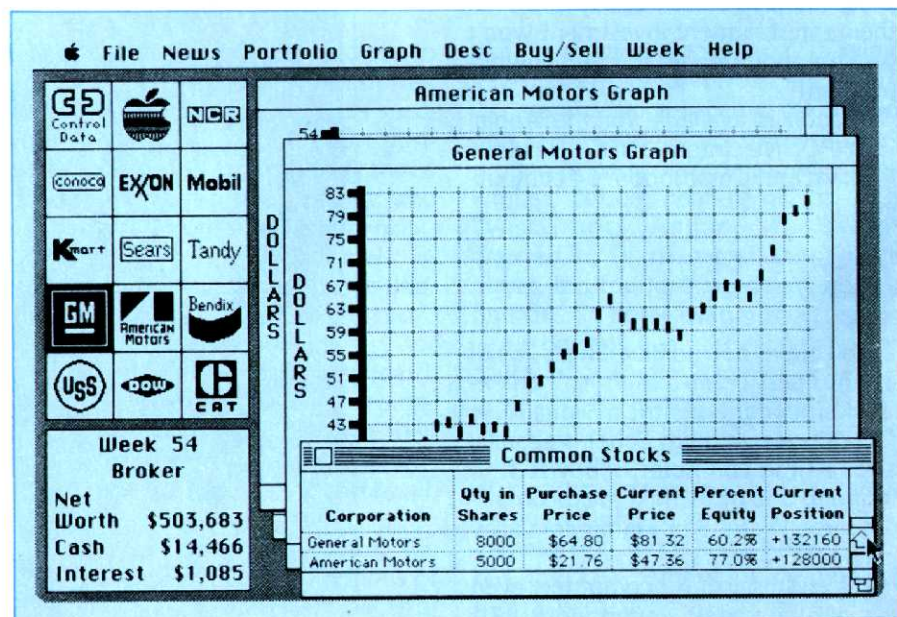 File News Portfolio Graph Desc Buy/Sell Week Help
Control Data
NCR
conoco
EXXON
Mobil
Kmart
Sears
Tandy
GM
American Motors
Bendix
USS
DOW
CAT
Week 54
Broker
Net
Worth $503,683
Cash $14,466
Interest $1,085
American Motors Graph
54
DOLLARS
General Motors Graph
DOLLARS
83
79
75
71
67
63
59
55
51
47
43
Common Stocks
Corporation Qty in Shares Purchase Price Current Price Percent Equity Current Position
General Motors 8000 $64.80 $81.32 60.2% +132160
American Motors 5000 $21.76 $47.36 77.0% +128000